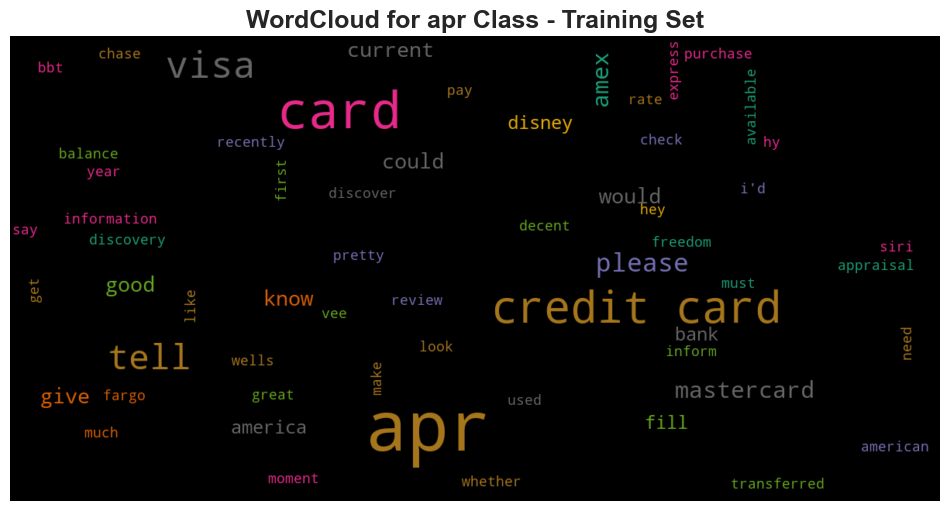 WordCloud for apr Class - Training Set
chase
current
express
purchase
bbt
visa
amex
available
card
pay
rate
disney
recently
check
hy
balance
could
year
first
discover
would
i'd
hey
information
say
discovery
decent
freedom
siri
pretty
please
appraisal
get
good
must
like
know
review
credit card
vee
bank
need
look
inform
tell
wells
make
mastercard
give
fargo
great
used
much
america
apr
fill
american
moment
whether
transferred